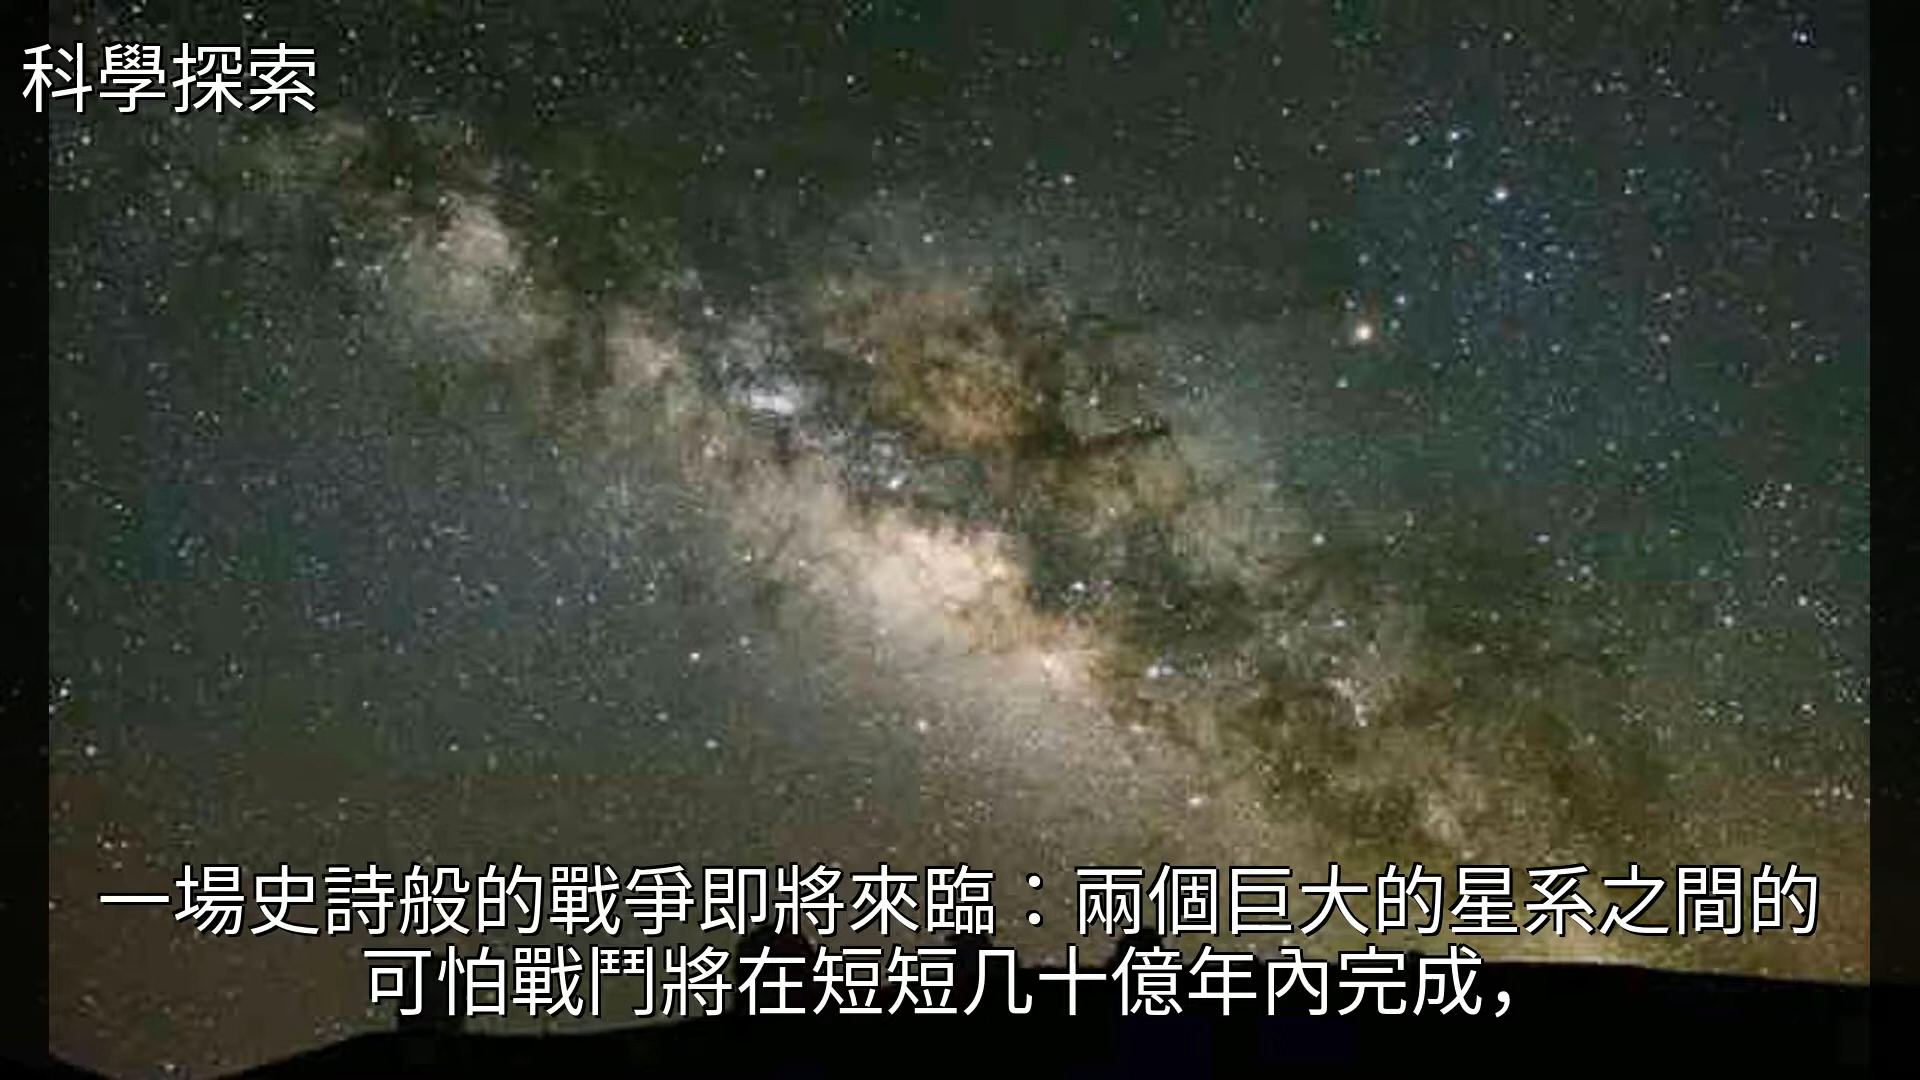 科學探索
一場史詩般的戰爭即將來臨：兩個巨大的星系之間的
可怕戰鬥將在短短几十億年內完成，